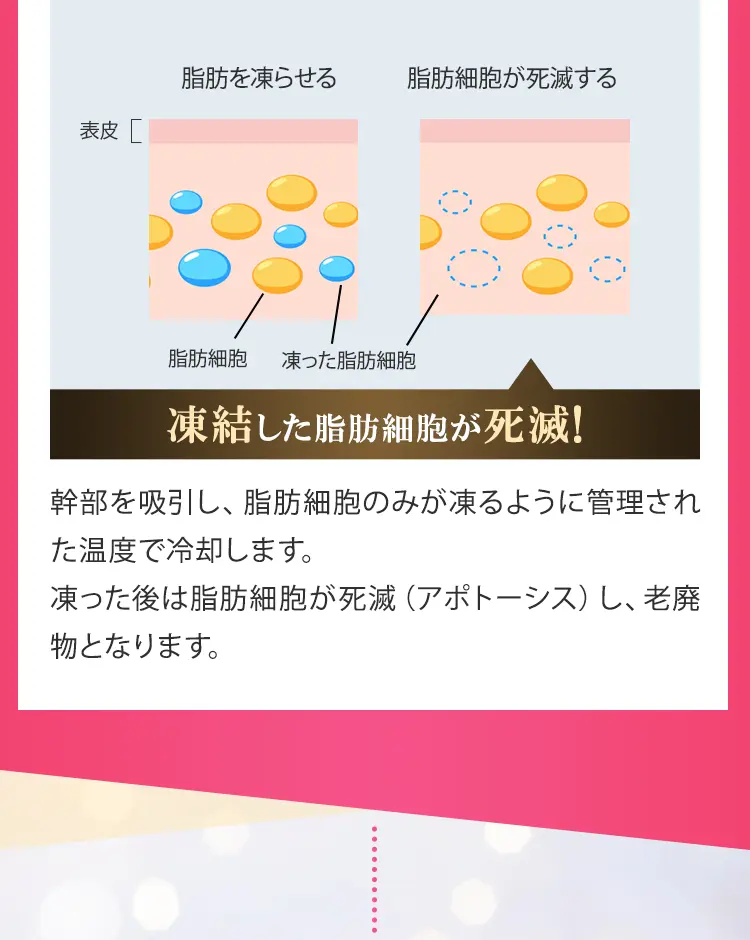 脂肪を凍らせる
脂肪細胞が死滅する
表皮
脂肪細胞
凍った脂肪細胞
凍結した脂肪細胞が死滅!
幹部を吸引し、脂肪細胞のみが凍るように管理され
た温度で冷却します。
凍った後は脂肪細胞が死滅（アポトーシス）し、老廃
物となります。